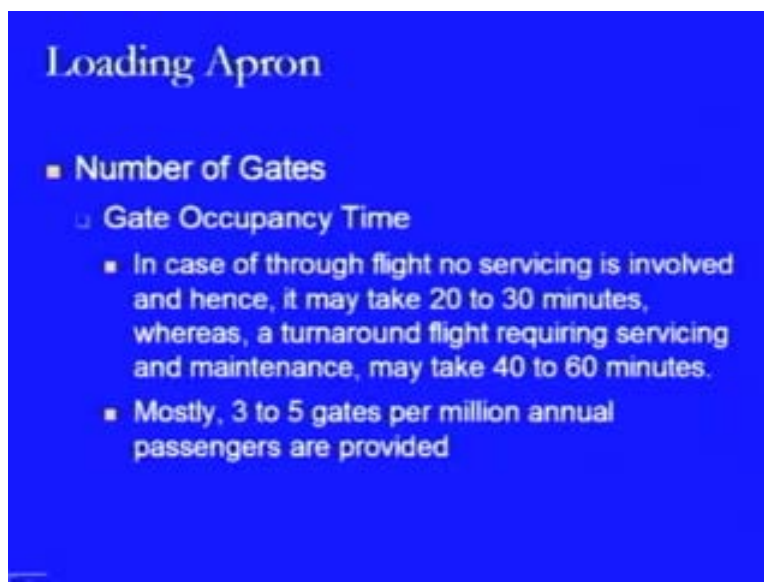 Loading Apron
Number of Gates
Gate Occupancy Time
In case of through flight no servicing is involved
and hence, it may take 20 to 30 minutes,
whereas, a turnaround flight requiring servicing
and maintenance, may take 40 to 60 minutes.
Mostly, 3 to 5 gates per million annual
passengers are provided